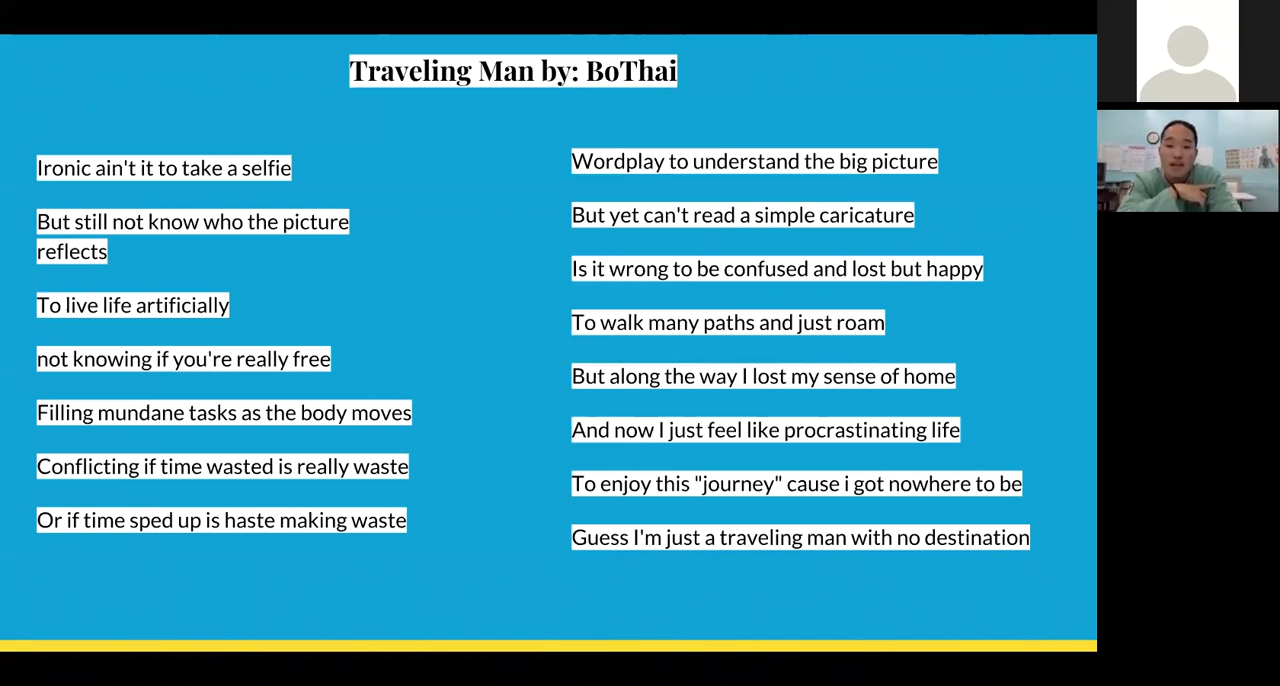 Traveling Man by: BoThai
Ironic ain't it to take a selfie
But still not know who the picture
reflects
To live life artificially
not knowing if you're really free
Filling mundane tasks as the body moves
Conflicting if time wasted is really waste
Or if time sped up is haste making waste
Wordplay to understand the big picture
But yet can't read a simple caricature
Is it wrong to be confused and lost but happy
To walk many paths and just roam
But along the way I lost my sense of home
And now I just feel like procrastinating life
To enjoy this "journey" cause i got nowhere to be
Guess I'm just a traveling man with no destination